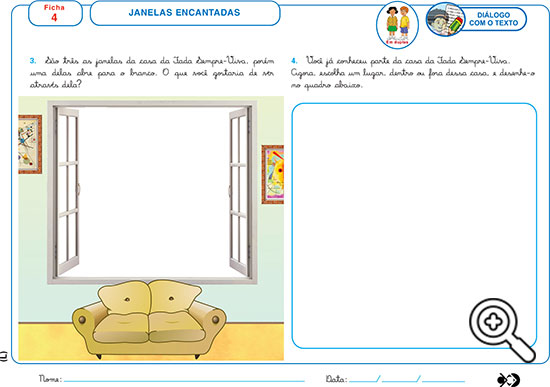 Ficha
4
JANELAS ENCANTADAS
Em duplas
DIÁLOGO
COM O TEXTO
3. São três as janelas da casa da Fada Sempre-Viva, porém
uma delas abre para o branco. O que você gostaria de ver
através dela?
4. Você já conheceu parte da casa da Fada Sempre-Viva.
Agora, escolha um lugar, dentro ou fora dessa casa, e desenhe-o
no quadro abaixo.
Nome:
Data: / /